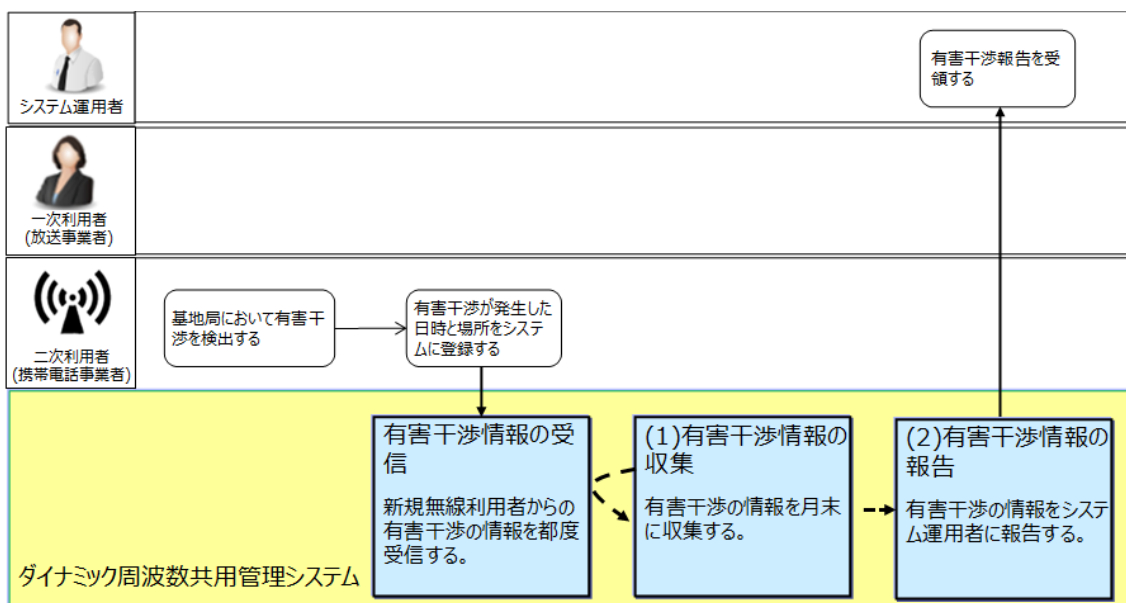 システム運用者
有害干渉報告を受
領する
一次利用者
(放送事業者)
二次利用者
(携帯電話事業者)
基地局において有害干
渉を検出する
有害干渉が発生した
日時と場所をシステ
ムに登録する
有害干渉情報の受
信
新規無線利用者からの
有害干渉の情報を都度
受信する。
(1)有害干渉情報の
収集
有害干渉の情報を月末
に収集する。
(2)有害干渉情報の
報告
有害干渉の情報をシステ
ム運用者に報告する。
ダイナミック周波数共用管理システム